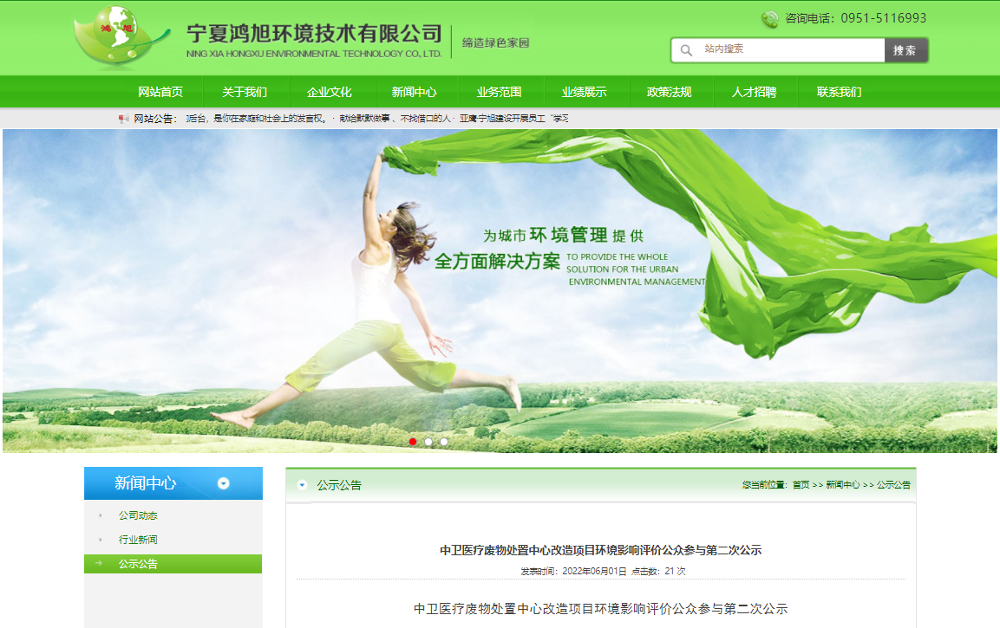 鸿 旭
宁夏鸿旭环境技术有限公司
NING XIA HONGXU ENVIRONMENTAL TECHNOLOGY CO., LTD.
缔造绿色家园
咨询电话：0951-5116993
站内搜索
搜索
网站首页 关于我们 企业文化 新闻中心 业务范围 业绩展示 政策法规 人才招聘 联系我们
网站公告： 后台，是你在家庭和社会上的发言权。· 献给默默做事 、不找借口的人 · 亚鹰·宁旭建设开展员工“学习
为城市环境管理提供
全方面解决方案
TO PROVIDE THE WHOLE
SOLUTION FOR THE URBAN
ENVIRONMENTAL MANAGEMENT
新闻中心
公司动态
行业新闻
公示公告
公示公告
您当前位置：首页 >> 新闻中心 >> 公示公告
中卫医疗废物处置中心改造项目环境影响评价公众参与第二次公示
发表时间：2022年06月01日 点击数：21 次
中卫医疗废物处置中心改造项目环境影响评价公众参与第二次公示